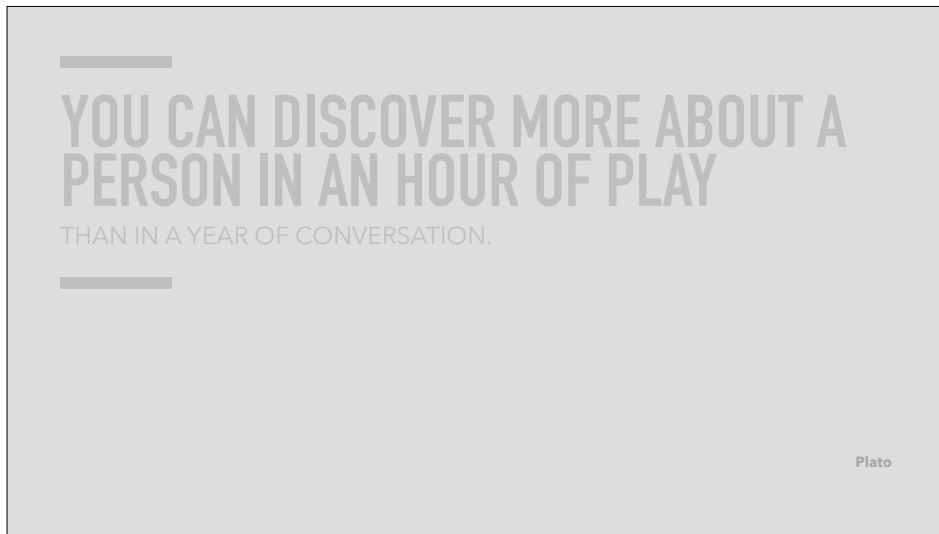 YOU CAN DISCOVER MORE ABOUT A
PERSON IN AN HOUR OF PLAY
THAN IN A YEAR OF CONVERSATION.
Plato